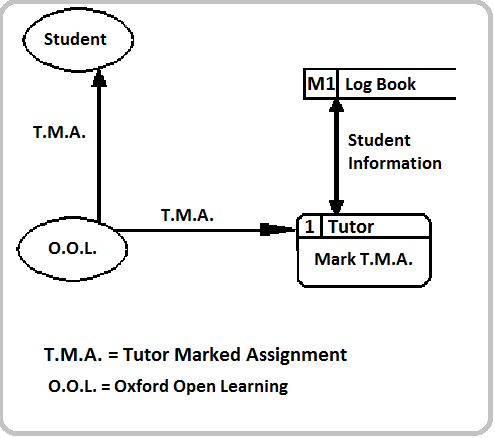 Student
M1 Log Book
T.M.A.
Student
Information
T.M.A.
1 Tutor
O.O.L.
Mark T.M.A.
T.M.A. = Tutor Marked Assignment
O.O.L. = Oxford Open Learning